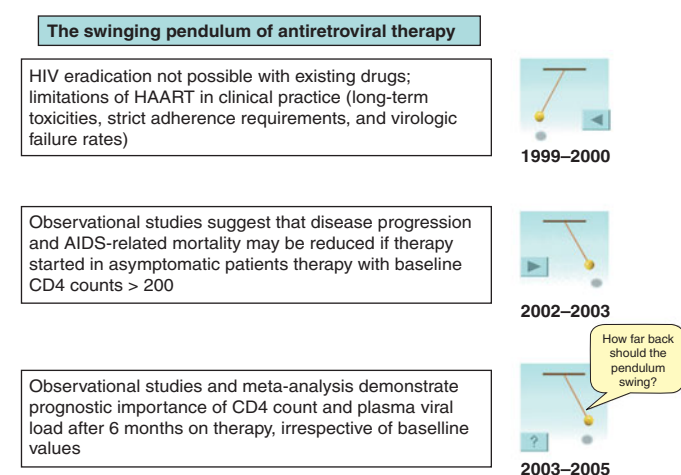 The swinging pendulum of antiretroviral therapy
HIV eradication not possible with existing drugs;
limitations of HAART in clinical practice (long-term
toxicities, strict adherence requirements, and virologic
failure rates)
1999–2000
Observational studies suggest that disease progression
and AIDS-related mortality may be reduced if therapy
started in asymptomatic patients therapy with baseline
CD4 counts > 200
2002–2003
How far back
should the
pendulum
swing?
Observational studies and meta-analysis demonstrate
prognostic importance of CD4 count and plasma viral
load after 6 months on therapy, irrespective of basellne
values
?
2003–2005